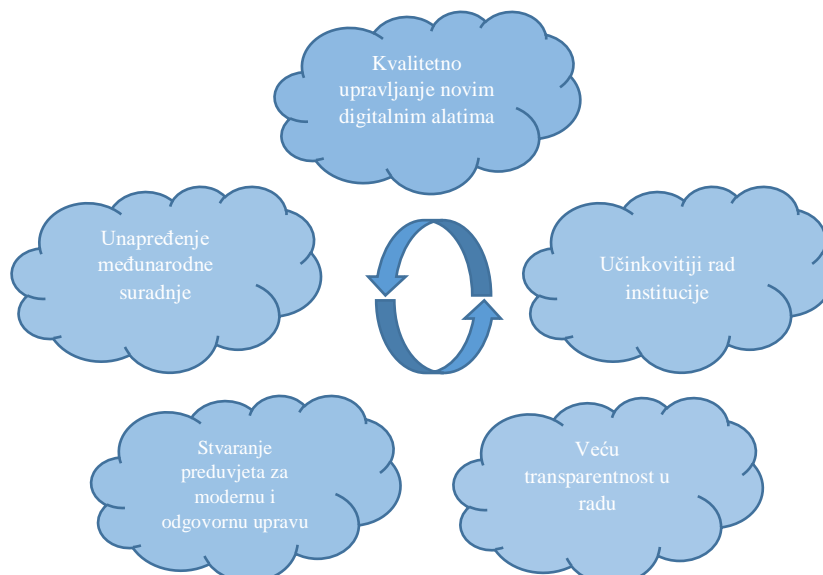 Kvalitetno
upravljanje novim
digitalnim alatima
Unapređenje
međunarodne
suradnje
Učinkovitiji rad
institucije
Stvaranje
preduvjeta za
modernu i
odgovornu upravu
Veću
transparentnost u
radu